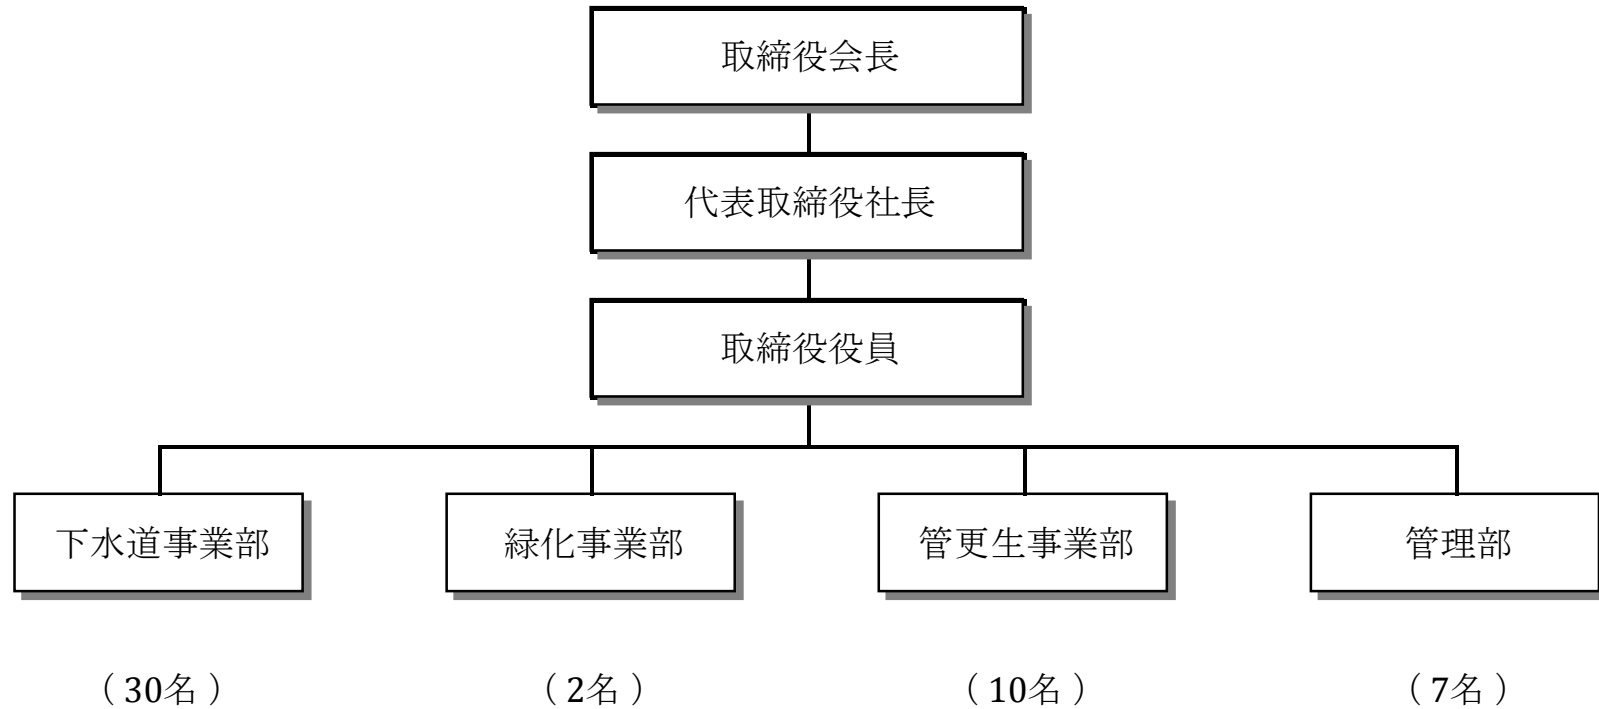 取締役会長
代表取締役社長
取締役役員
下水道事業部
緑化事業部
管更生事業部
管理部
（30名）
（2名）
（10名）
（7名）